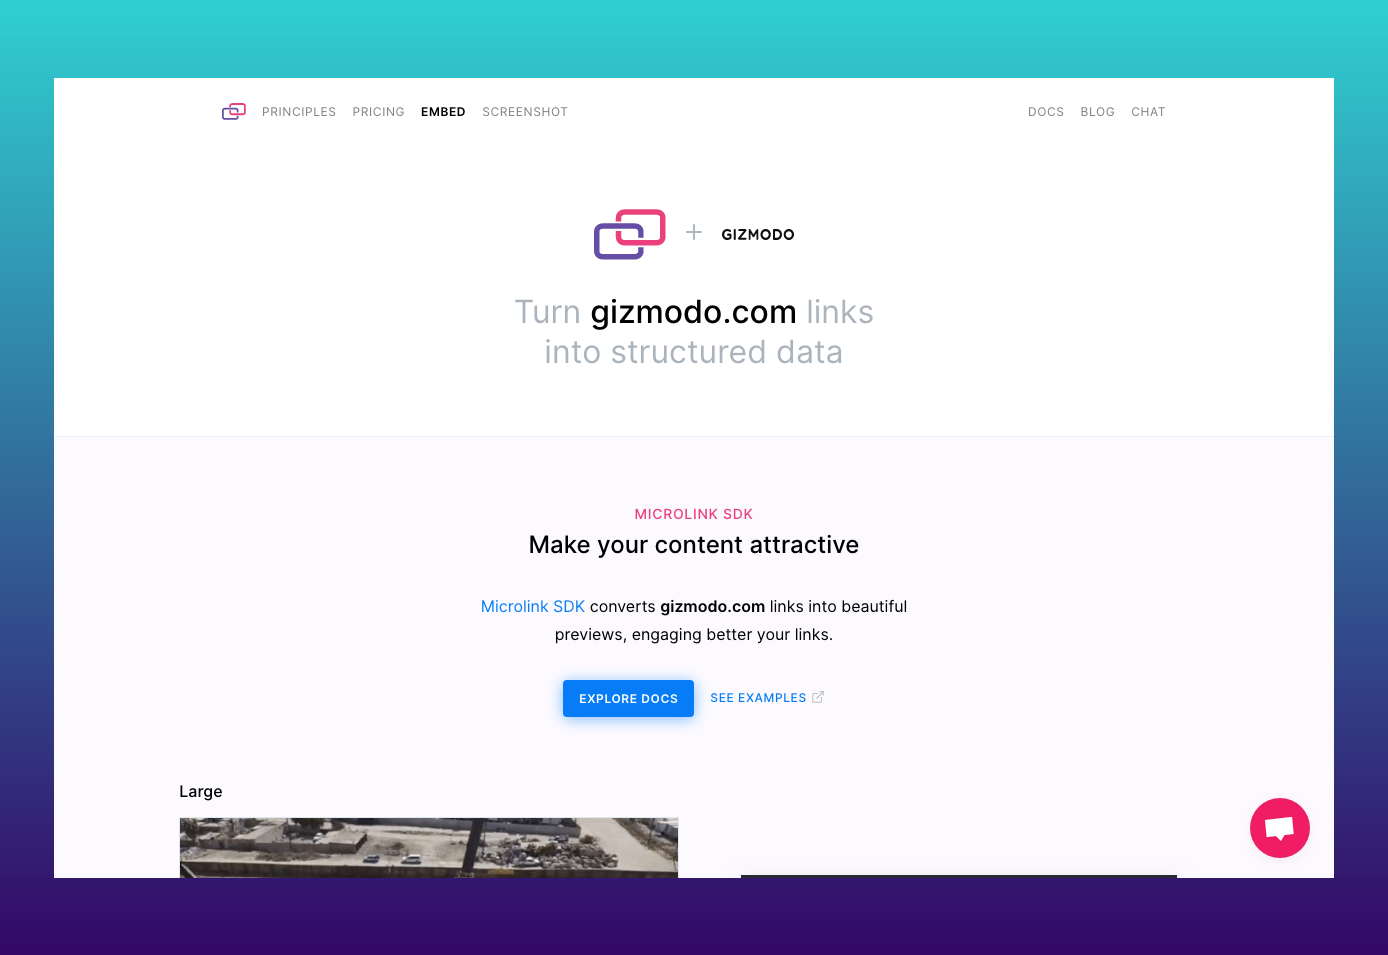 PRINCIPLES PRICING EMBED SCREENSHOT DOCS BLOG CHAT
GIZMODO
Turn gizmodo.com links
into structured data
MICROLINK SDK
Make your content attractive
Microlink SDK converts gizmodo.com links into beautiful
previews, engaging better your links.
EXPLORE DOCS SEE EXAMPLES
Large